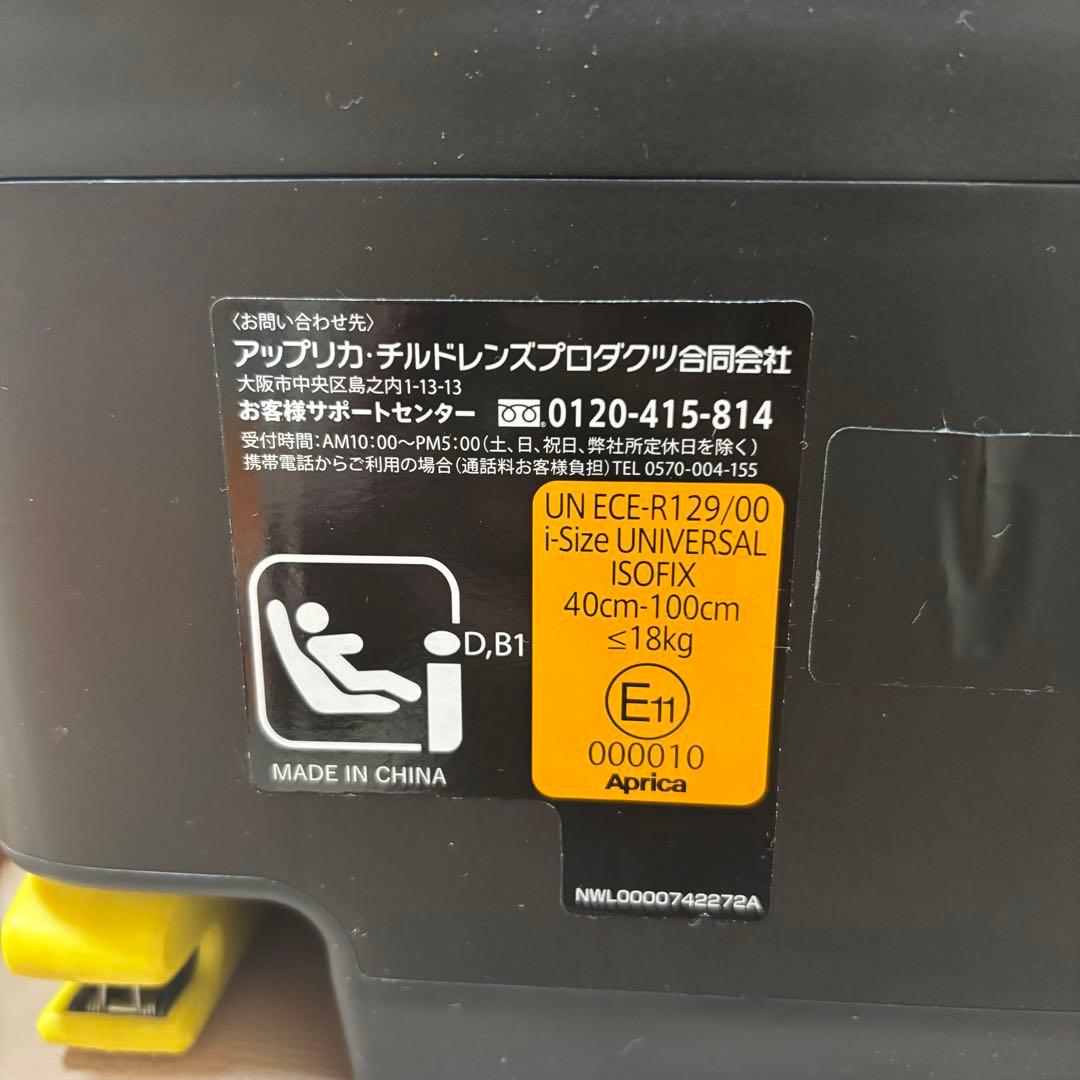 〈お問い合わせ先〉
アップリカ・チルドレンズプロダクツ合同会社
大阪市中央区島之内1-13-13
お客様サポートセンター 0120-415-814
受付時間:AM10:00〜PM5:00(土、日、祝日、弊社所定休日を除く)
携帯電話からご利用の場合(通話料お客様負担)TEL 0570-004-155
UN ECE-R129/00
i-Size UNIVERSAL
ISOFIX
40cm-100cm
≤18kg
E11
000010
Aprica
i
D,B1
MADE IN CHINA
NWL0000742272A